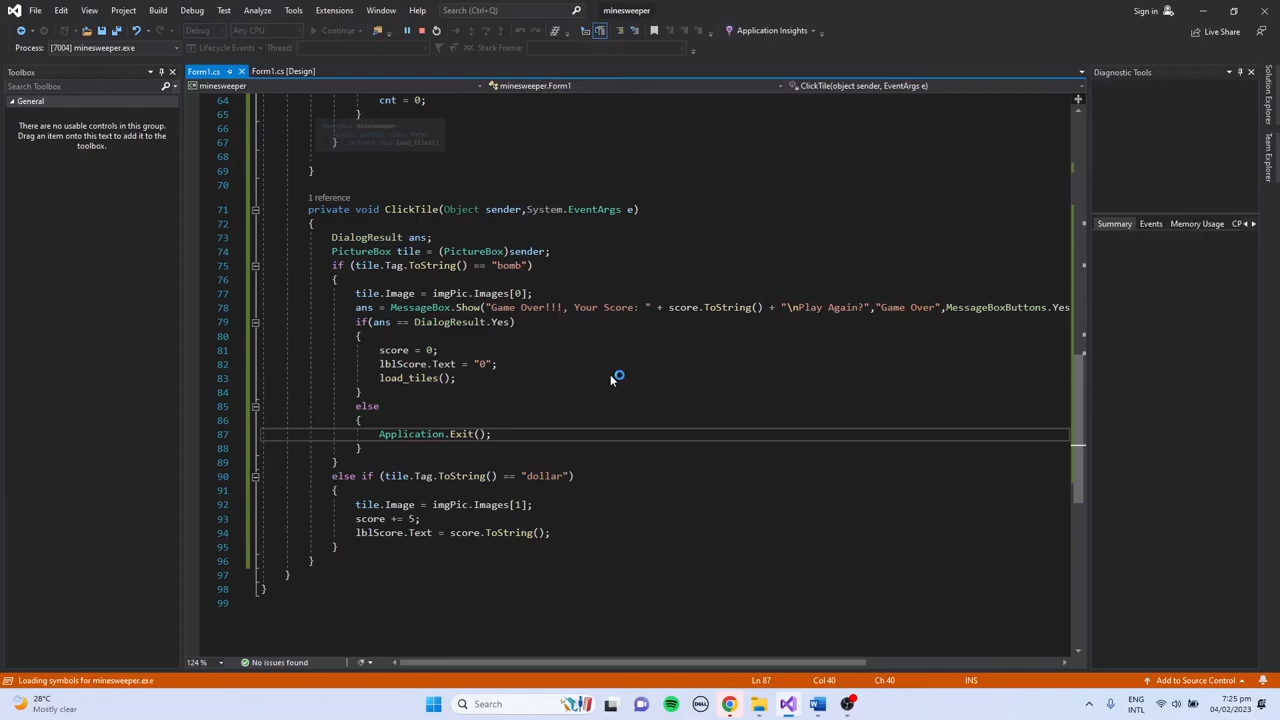 File Edit View Git Project Build Debug Test Analyze Tools Extensions Window Help Search (Ctrl+Q) minesweeper Sign in
Debug Any CPU Continue Application Insights Live Share
Process: [7004] minesweeper.exe Lifecycle Events Thread: Stack Frame:
Toolbox
Search Toolbox
General
There are no usable controls in this group.
Drag an item onto this text to add it to the
toolbox.
Form1.cs Form1.cs [Design]
minesweeper minesweeper.Form1 ClickTile(object sender, EventArgs e)
64 cnt = 0;
65 }
66
67 }
68
69 }
70
1 reference
71 private void ClickTile(Object sender,System.EventArgs e)
72 {
73 DialogResult ans;
74 PictureBox tile = (PictureBox)sender;
75 if (tile.Tag.ToString() == "bomb")
76 {
77 tile.Image = imgPic.Images[0];
78 ans = MessageBox.Show("Game Over!!!, Your Score: " + score.ToString() + "\nPlay Again?","Game Over",MessageBoxButtons.Yes
79 if(ans == DialogResult.Yes)
80 {
81 score = 0;
82 lblScore.Text = "0";
83 load_tiles();
84 }
85 else
86 {
87 Application.Exit();
88 }
89 }
90 else if (tile.Tag.ToString() == "dollar")
91 {
92 tile.Image = imgPic.Images[1];
93 score += 5;
94 lblScore.Text = score.ToString();
95 }
96 }
97 }
98 }
99
124 % No issues found
Diagnostic Tools
Summary Events Memory Usage CP
Solution Explorer
Team Explorer
Loading symbols for minesweeper.exe Ln 87 Col 40 Ch 40 INS Add to Source Control
28°C
Mostly clear
Search
DELL
ENG
INTL
7:25 pm
04/02/2023